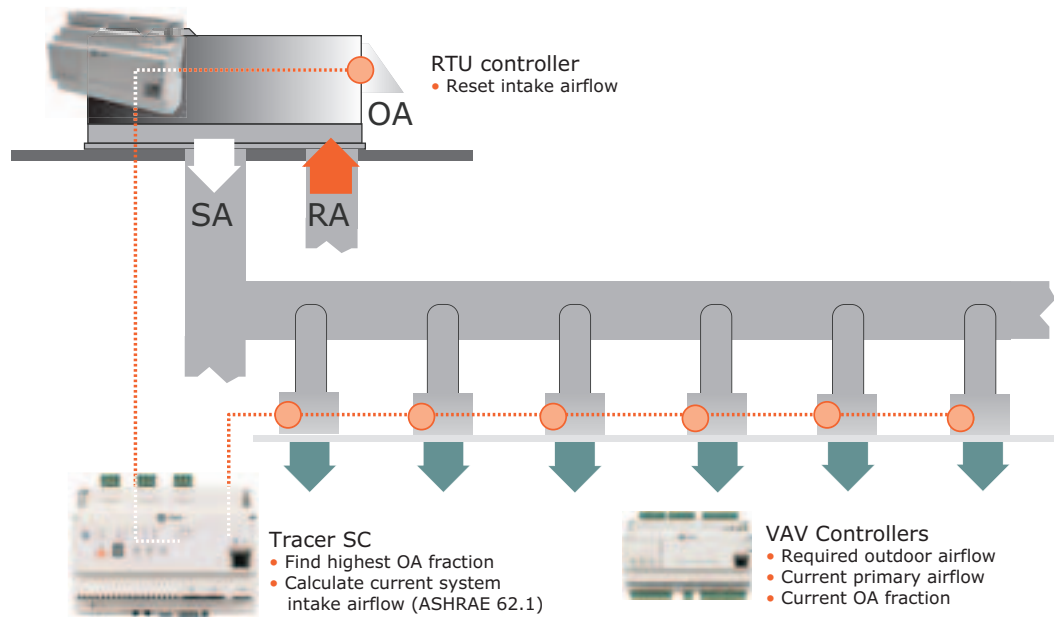 RTU controller
• Reset intake airflow
OA
SA
RA
Tracer SC
• Find highest OA fraction
• Calculate current system
intake airflow (ASHRAE 62.1)
VAV Controllers
• Required outdoor airflow
• Current primary airflow
• Current OA fraction